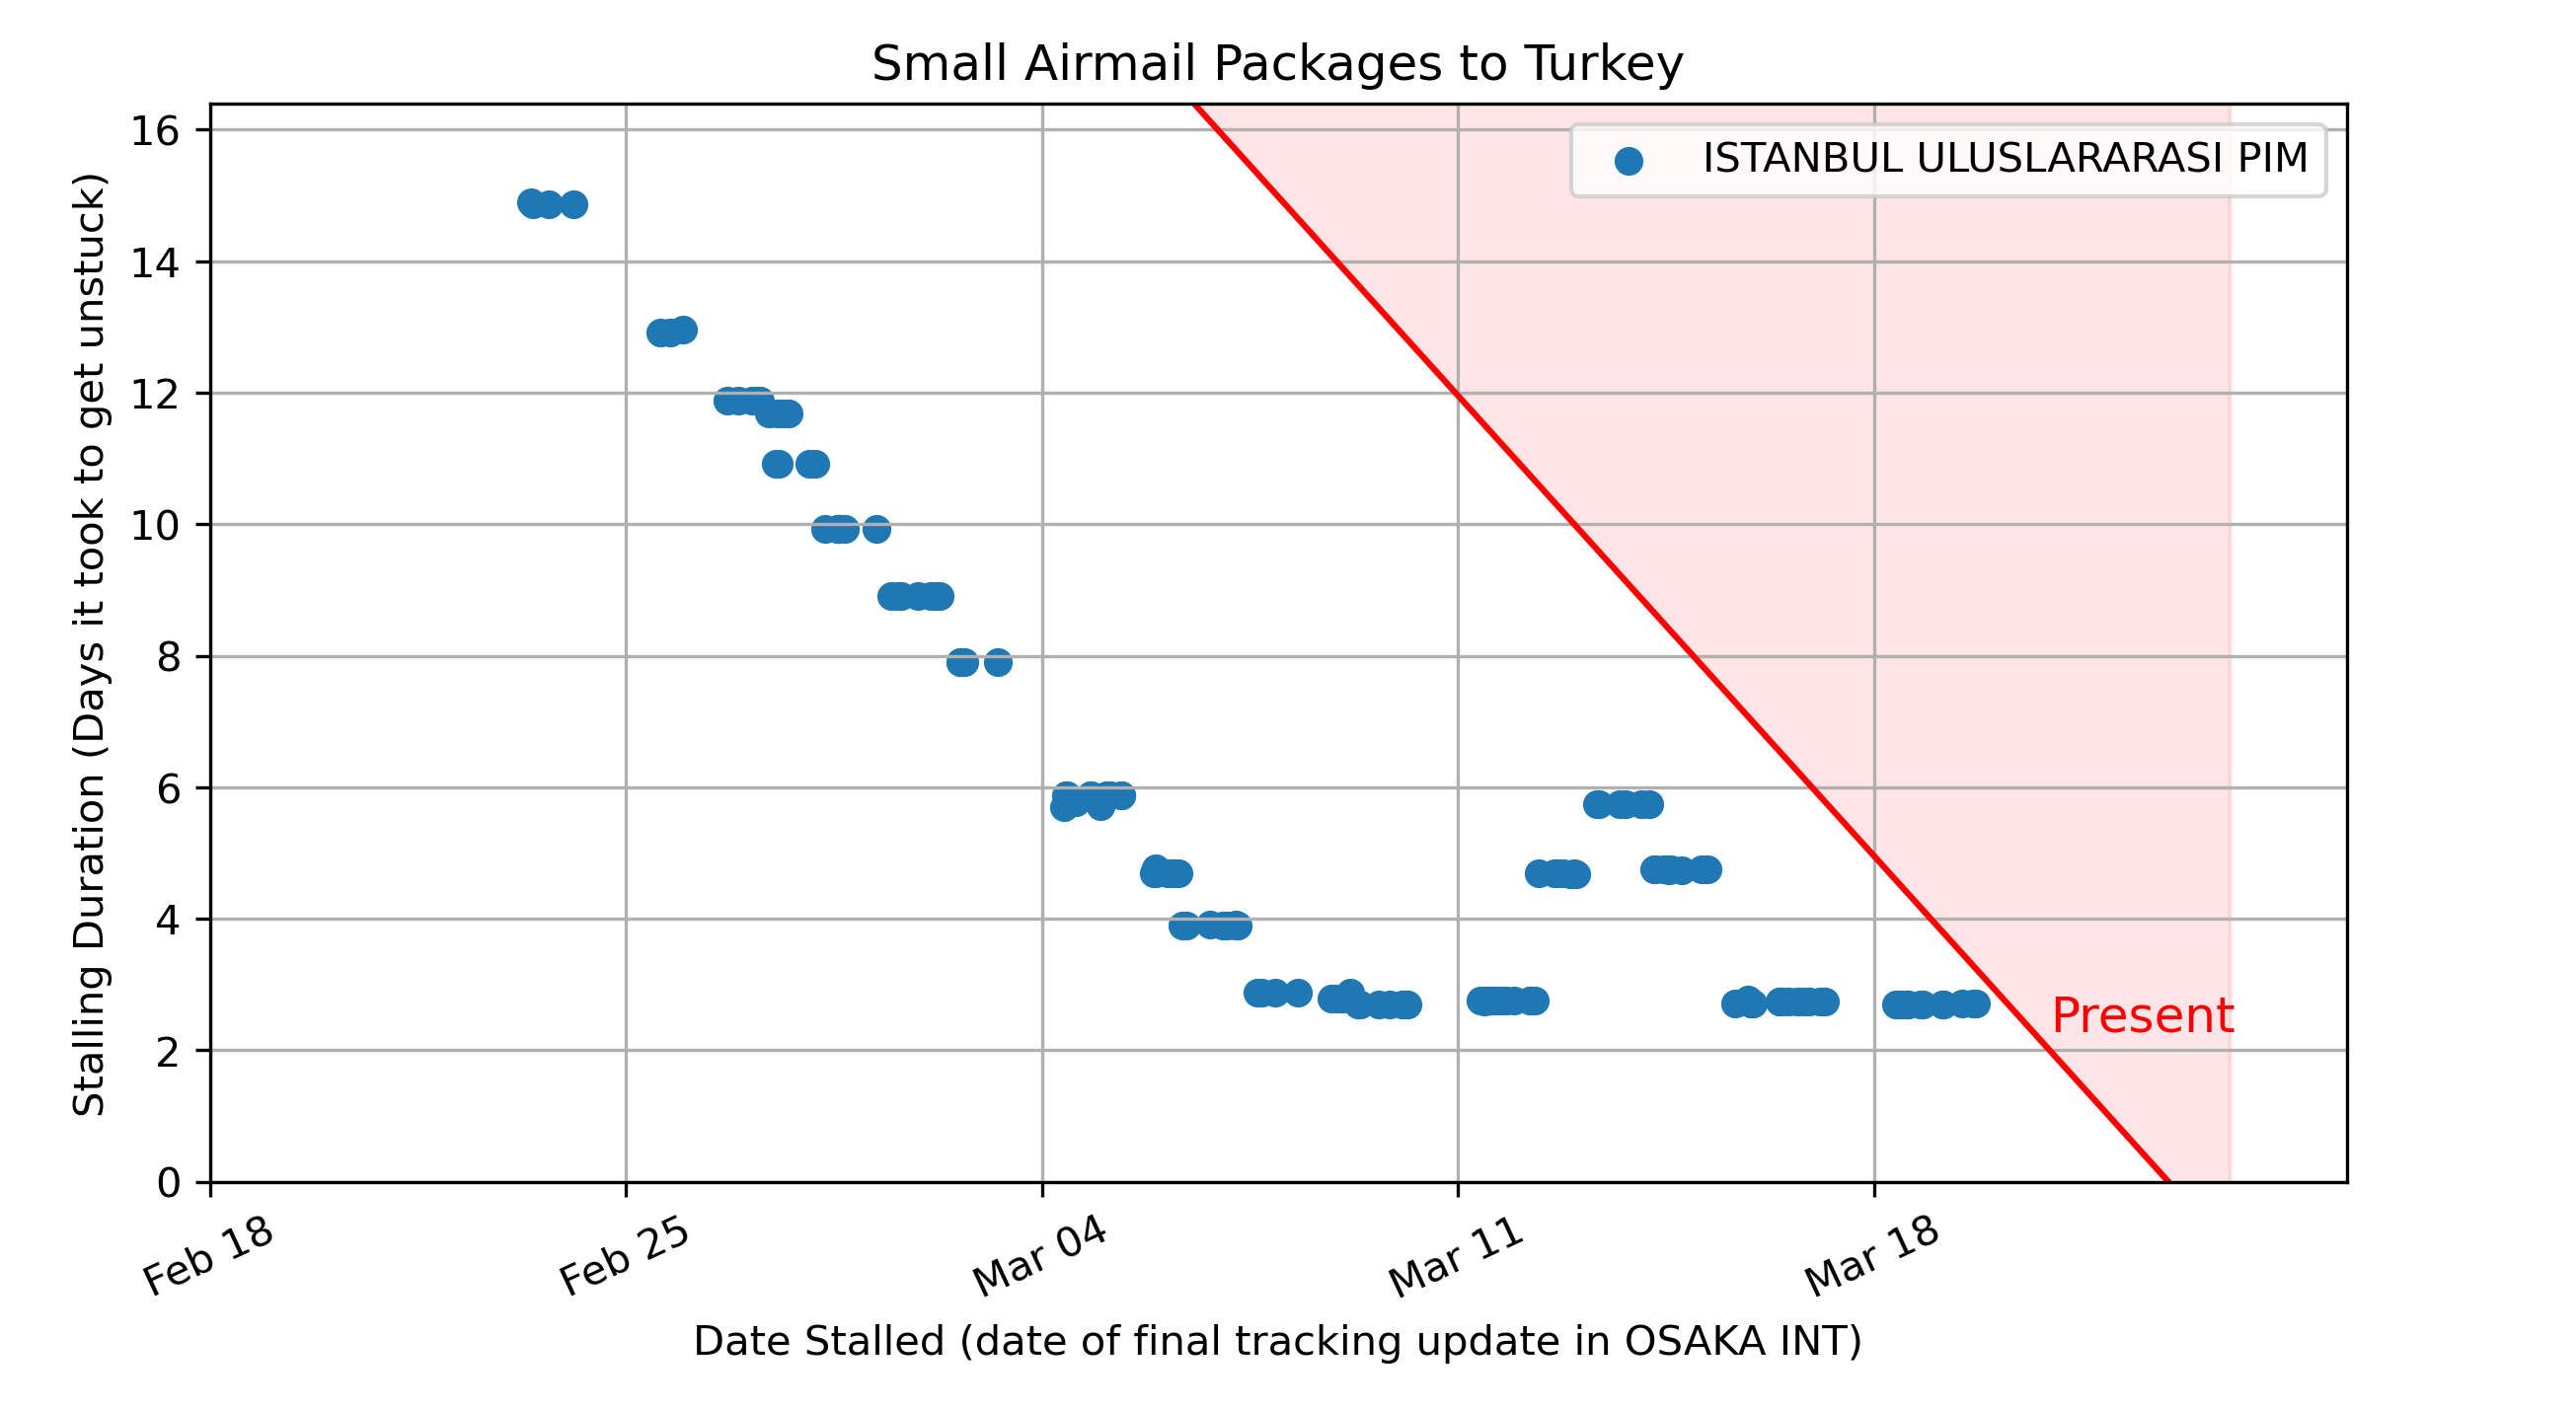 Small Airmail Packages to Turkey
ISTANBUL ULUSLARARASI PIM
Stalling Duration (Days it took to get unstuck)
16
14
12
10
8
6
4
2
0
Present
Feb 18
Feb 25
Mar 04
Mar 11
Mar 18
Date Stalled (date of final tracking update in OSAKA INT)